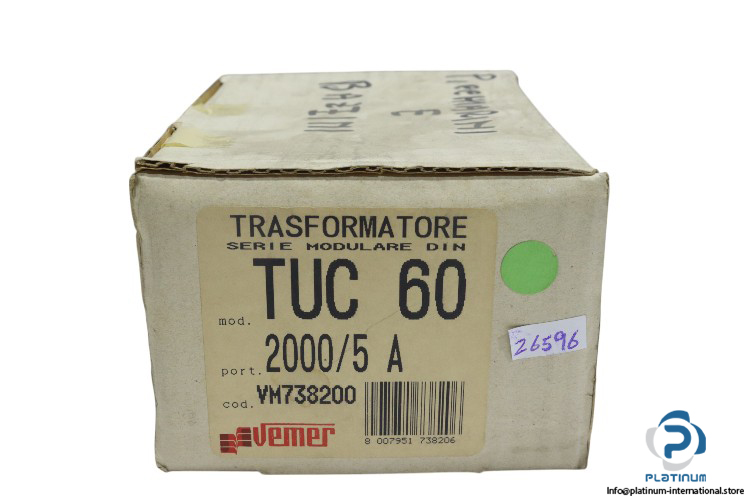 BAZZINI
E
TRASFORMATORE
SERIE MODULARE DIN
mod. TUC 60
port. 2000/5 A
cod. VM738200
Vemer
8 007951 738206
26596
PLATINUM
Info@platinum-international.store